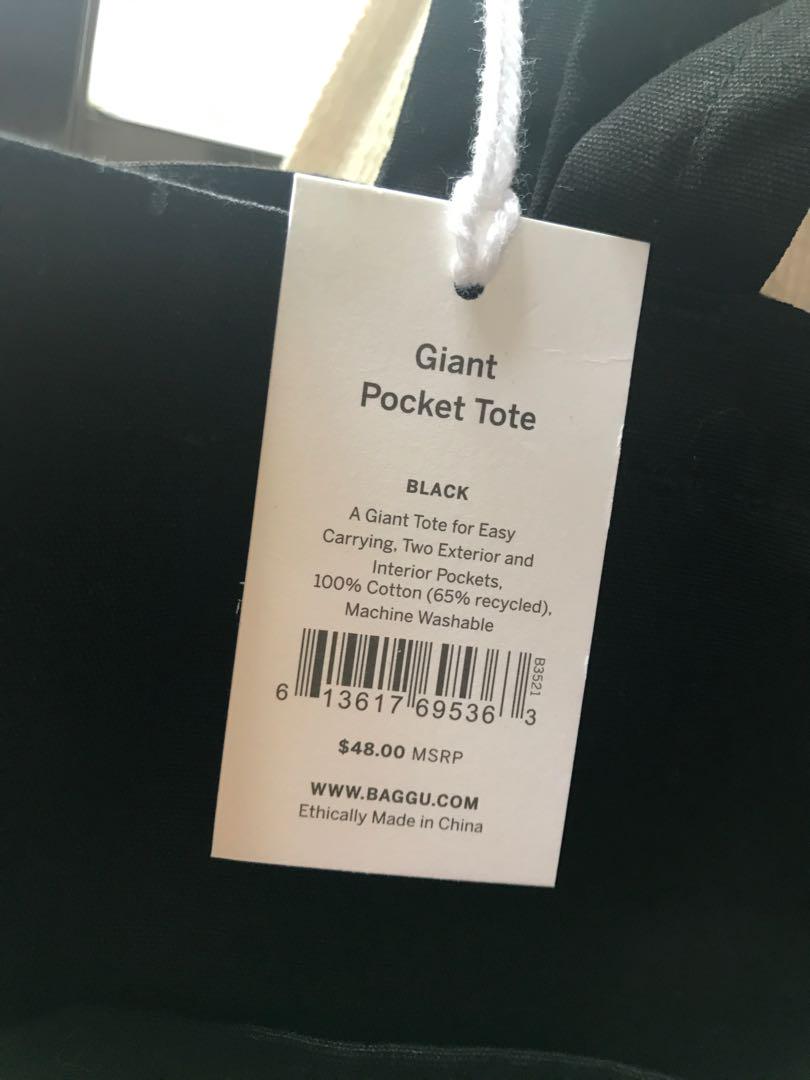 Giant
Pocket Tote
BLACK
A Giant Tote for Easy
Carrying, Two Exterior and
Interior Pockets,
100% Cotton (65% recycled),
Machine Washable
B3521
6 13617 69536 3
$48.00 MSRP
WWW.BAGGU.COM
Ethically Made in China